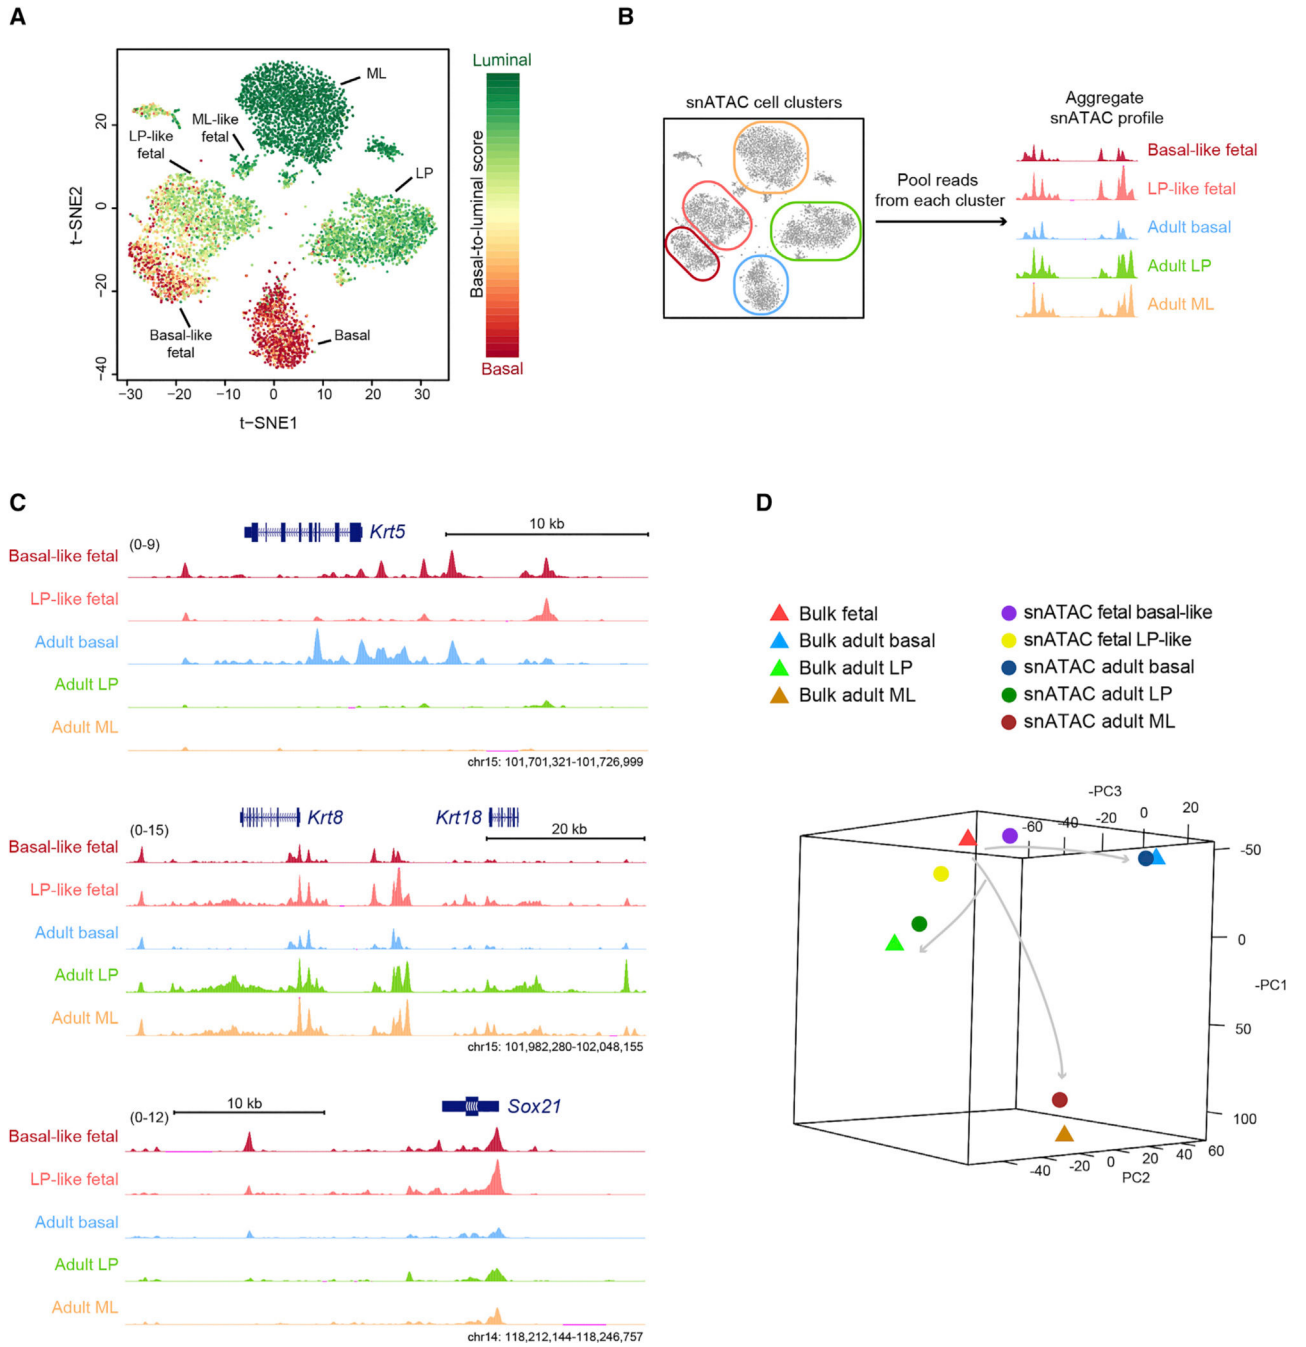 A
Luminal
ML
ML-like
fetal
LP-like
fetal
LP
Basal-like
fetal
Basal
Basal-to-luminal score
Basal
t−SNE2
20
0
−20
−40
−30
−20
−10
0
10
20
30
t−SNE1
B
snATAC cell clusters
Pool reads
from each cluster
Aggregate
snATAC profile
Basal-like fetal
LP-like fetal
Adult basal
Adult LP
Adult ML
C
Krt5
10 kb
(0-9)
Basal-like fetal
LP-like fetal
Adult basal
Adult LP
Adult ML
chr15: 101,701,321-101,726,999
Krt8
Krt18
20 kb
(0-15)
Basal-like fetal
LP-like fetal
Adult basal
Adult LP
Adult ML
chr15: 101,982,280-102,048,155
10 kb
Sox21
(0-12)
Basal-like fetal
LP-like fetal
Adult basal
Adult LP
Adult ML
chr14: 118,212,144-118,246,757
D
Bulk fetal
Bulk adult basal
Bulk adult LP
Bulk adult ML
snATAC fetal basal-like
snATAC fetal LP-like
snATAC adult basal
snATAC adult LP
snATAC adult ML
-PC3
-60
-40
-20
0
20
-50
0
50
100
-PC1
-40
-20
0
20
40
60
PC2